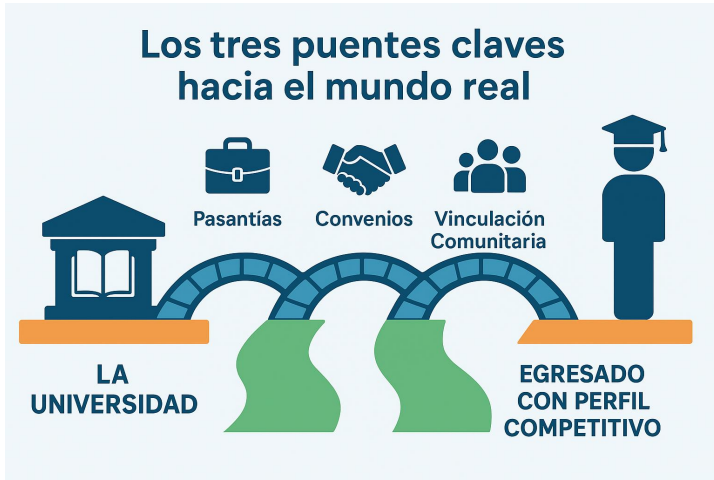 Los tres puentes claves
hacia el mundo real
Pasantías
Convenios
Vinculación
Comunitaria
LA
UNIVERSIDAD
EGRESADO
CON PERFIL
COMPETITIVO